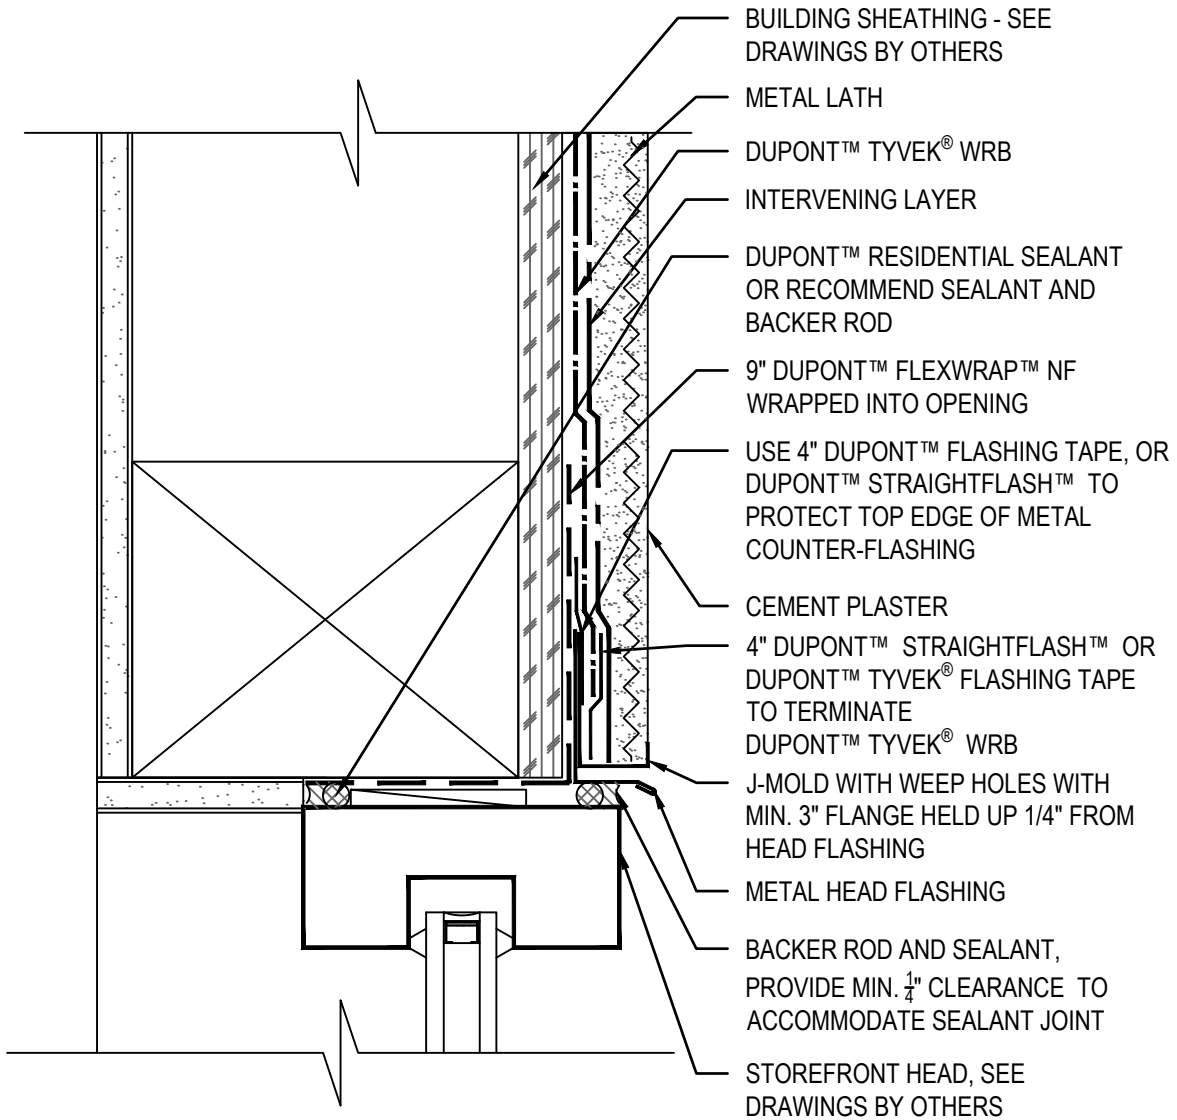 BUILDING SHEATHING - SEE
DRAWINGS BY OTHERS
METAL LATH
DUPONT™ TYVEK® WRB
INTERVENING LAYER
DUPONT™ RESIDENTIAL SEALANT
OR RECOMMEND SEALANT AND
BACKER ROD
9" DUPONT™ FLEXWRAP™ NF
WRAPPED INTO OPENING
USE 4" DUPONT™ FLASHING TAPE, OR
DUPONT™ STRAIGHTFLASH™ TO
PROTECT TOP EDGE OF METAL
COUNTER-FLASHING
CEMENT PLASTER
4" DUPONT™ STRAIGHTFLASH™ OR
DUPONT™ TYVEK® FLASHING TAPE
TO TERMINATE
DUPONT™ TYVEK® WRB
J-MOLD WITH WEEP HOLES WITH
MIN. 3" FLANGE HELD UP 1/4" FROM
HEAD FLASHING
METAL HEAD FLASHING
BACKER ROD AND SEALANT,
PROVIDE MIN. 1/4" CLEARANCE TO
ACCOMMODATE SEALANT JOINT
STOREFRONT HEAD, SEE
DRAWINGS BY OTHERS